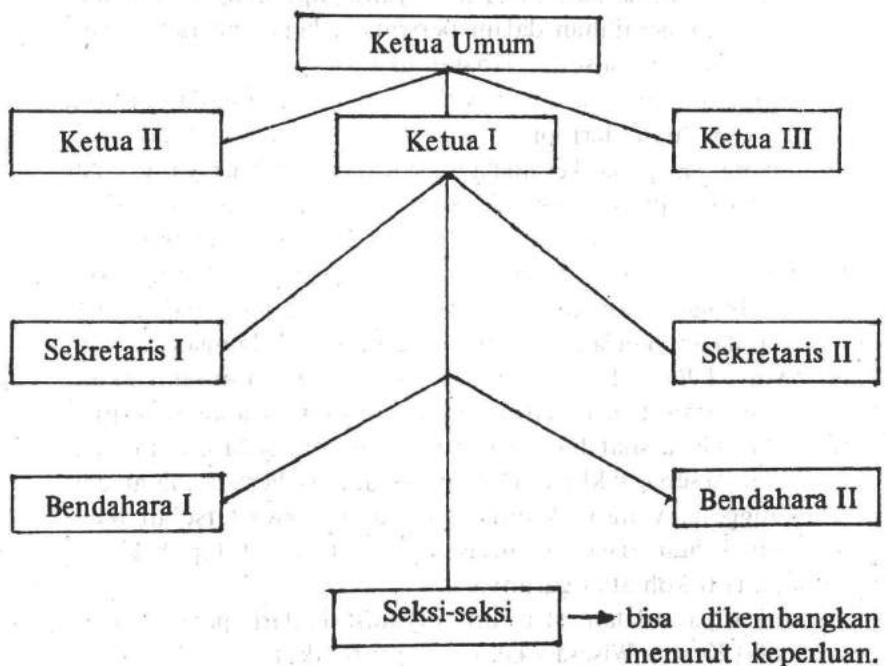 Ketua Umum
Ketua II
Ketua I
Ketua III
Sekretaris I
Sekretaris II
Bendahara I
Bendahara II
Seksi-seksi
bisa dikembangkan
menurut keperluan.